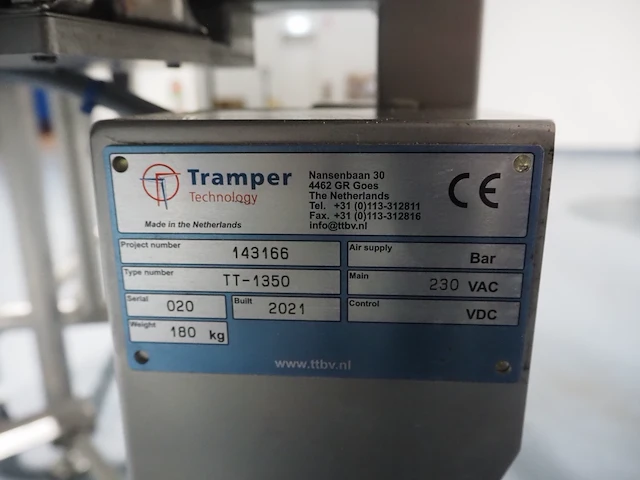 Tramper
Technology
Made in the Netherlands
Nansenbaan 30
4462 GR Goes
The Netherlands
Tel. +31 (0)113-312811
Fax. +31 (0)113-312816
info@ttbv.nl
CE
Project number 143166
Air supply Bar
Type number TT-1350
Main 230 VAC
Serial 020
Built 2021
Control VDC
Weight 180 kg
www.ttbv.nl